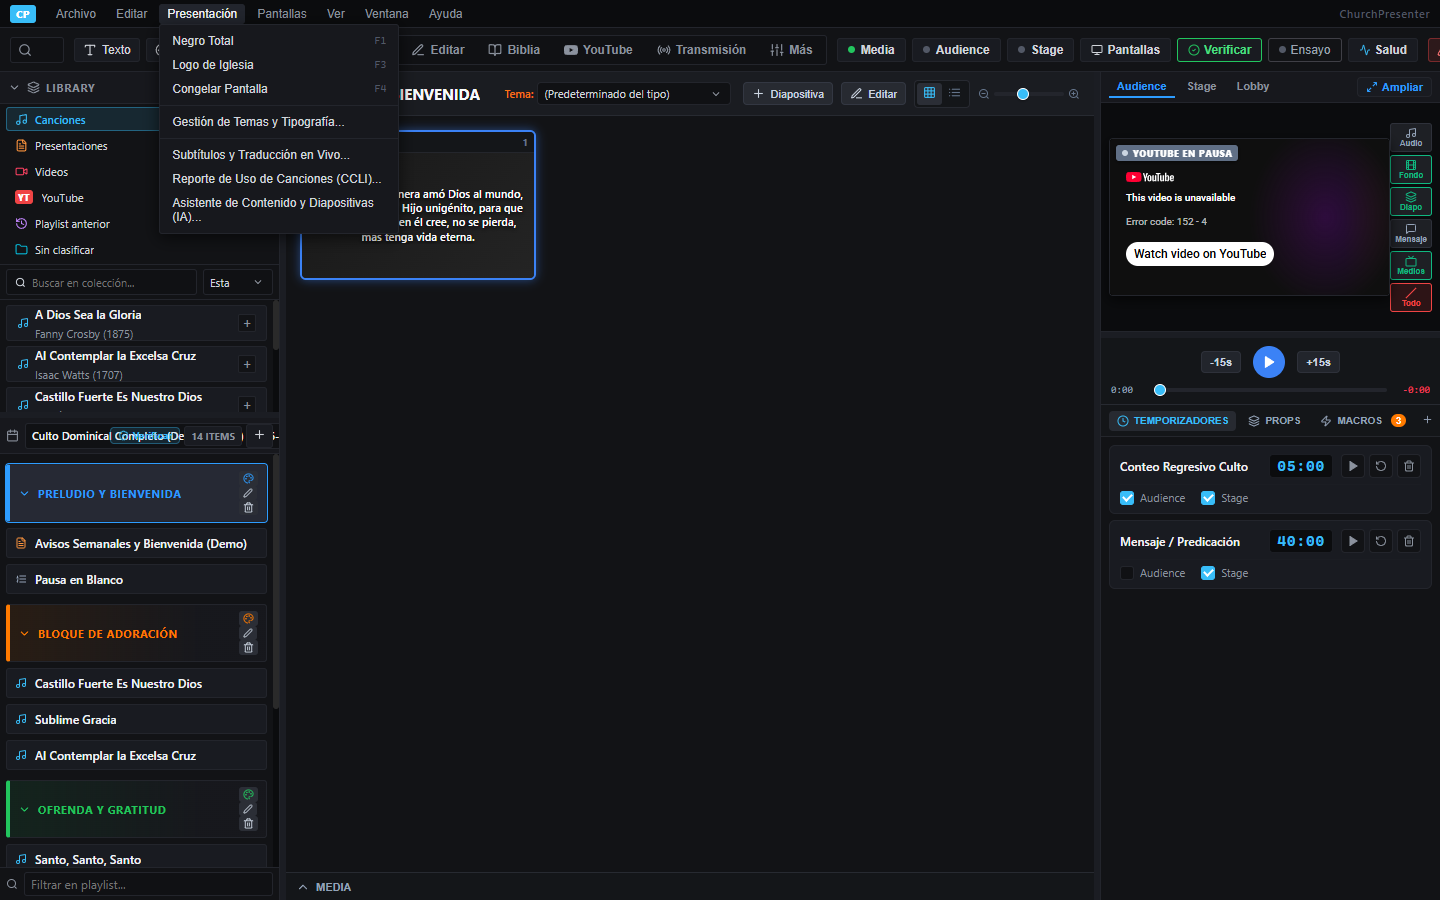 CP Archivo Editar Presentación Pantallas Ver Ventana Ayuda ChurchPresenter
Texto Editar Biblia YouTube Transmisión Más Media Audience Stage Pantallas Verificar Ensayo Salud
Negro Total F1
Logo de Iglesia F3
Congelar Pantalla F4
Gestión de Temas y Tipografía...
Subtítulos y Traducción en Vivo...
Reporte de Uso de Canciones (CCLI)...
Asistente de Contenido y Diapositivas
(IA)...
LIBRARY
Canciones
Presentaciones
Videos
YT YouTube
Playlist anterior
Sin clasificar
Buscar en colección... Esta
A Dios Sea la Gloria
Fanny Crosby (1875)
Al Contemplar la Excelsa Cruz
Isaac Watts (1707)
Castillo Fuerte Es Nuestro Dios
Culto Dominical Completo (De 14 ITEMS
PRELUDIO Y BIENVENIDA
Avisos Semanales y Bienvenida (Demo)
Pausa en Blanco
BLOQUE DE ADORACIÓN
Castillo Fuerte Es Nuestro Dios
Sublime Gracia
Al Contemplar la Excelsa Cruz
OFRENDA Y GRATITUD
Santo, Santo, Santo
Filtrar en playlist...
IENVENIDA Tema: (Predeterminado del tipo) Diapositiva Editar
1
nera amó Dios al mundo,
Hijo unigénito, para que
en él cree, no se pierda,
mas tenga vida eterna.
MEDIA
Audience Stage Lobby Ampliar
YOUTUBE EN PAUSA
YouTube
This video is unavailable
Error code: 152 - 4
Watch video on YouTube
Audio
Fondo
Diapo
Mensaje
Medios
Todo
-15s +15s
0:00 -0:00
TEMPORIZADORES PROPS MACROS 3
Conteo Regresivo Culto 05:00
Audience Stage
Mensaje / Predicación 40:00
Audience Stage